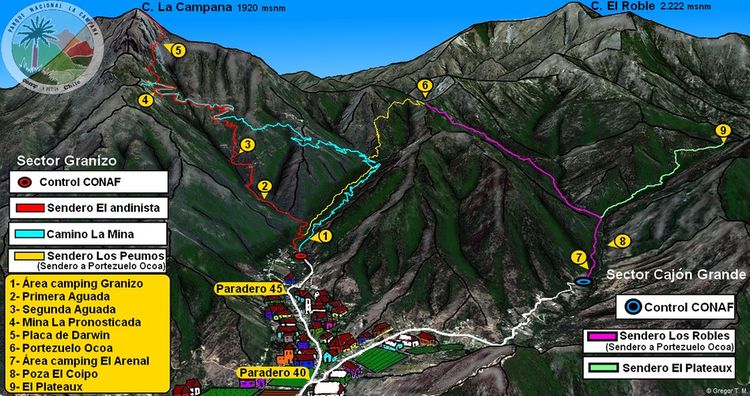 C. La Campana 1920 msnm
C. El Roble 2.222 msnm
PARQUE NACIONAL LA CAMPANA
Chile
5
6
4
9
3
2
1
8
7
Sector Granizo
Control CONAF
Sendero El andinista
Camino La Mina
Sendero Los Peumos
(Sendero a Portezuelo Ocoa)
1- Área camping Granizo
2- Primera Aguada
3- Segunda Aguada
4- Mina La Pronosticada
5- Placa de Darwin
6- Portezuelo Ocoa
7- Área camping El Arenal
8- Poza El Coipo
9- El Plateaux
Paradero 45
Paradero 40
Sector Cajón Grande
Control CONAF
Sendero Los Robles
(Sendero a Portezuelo Ocoa)
Sendero El Plateaux
© Gregor T. M.